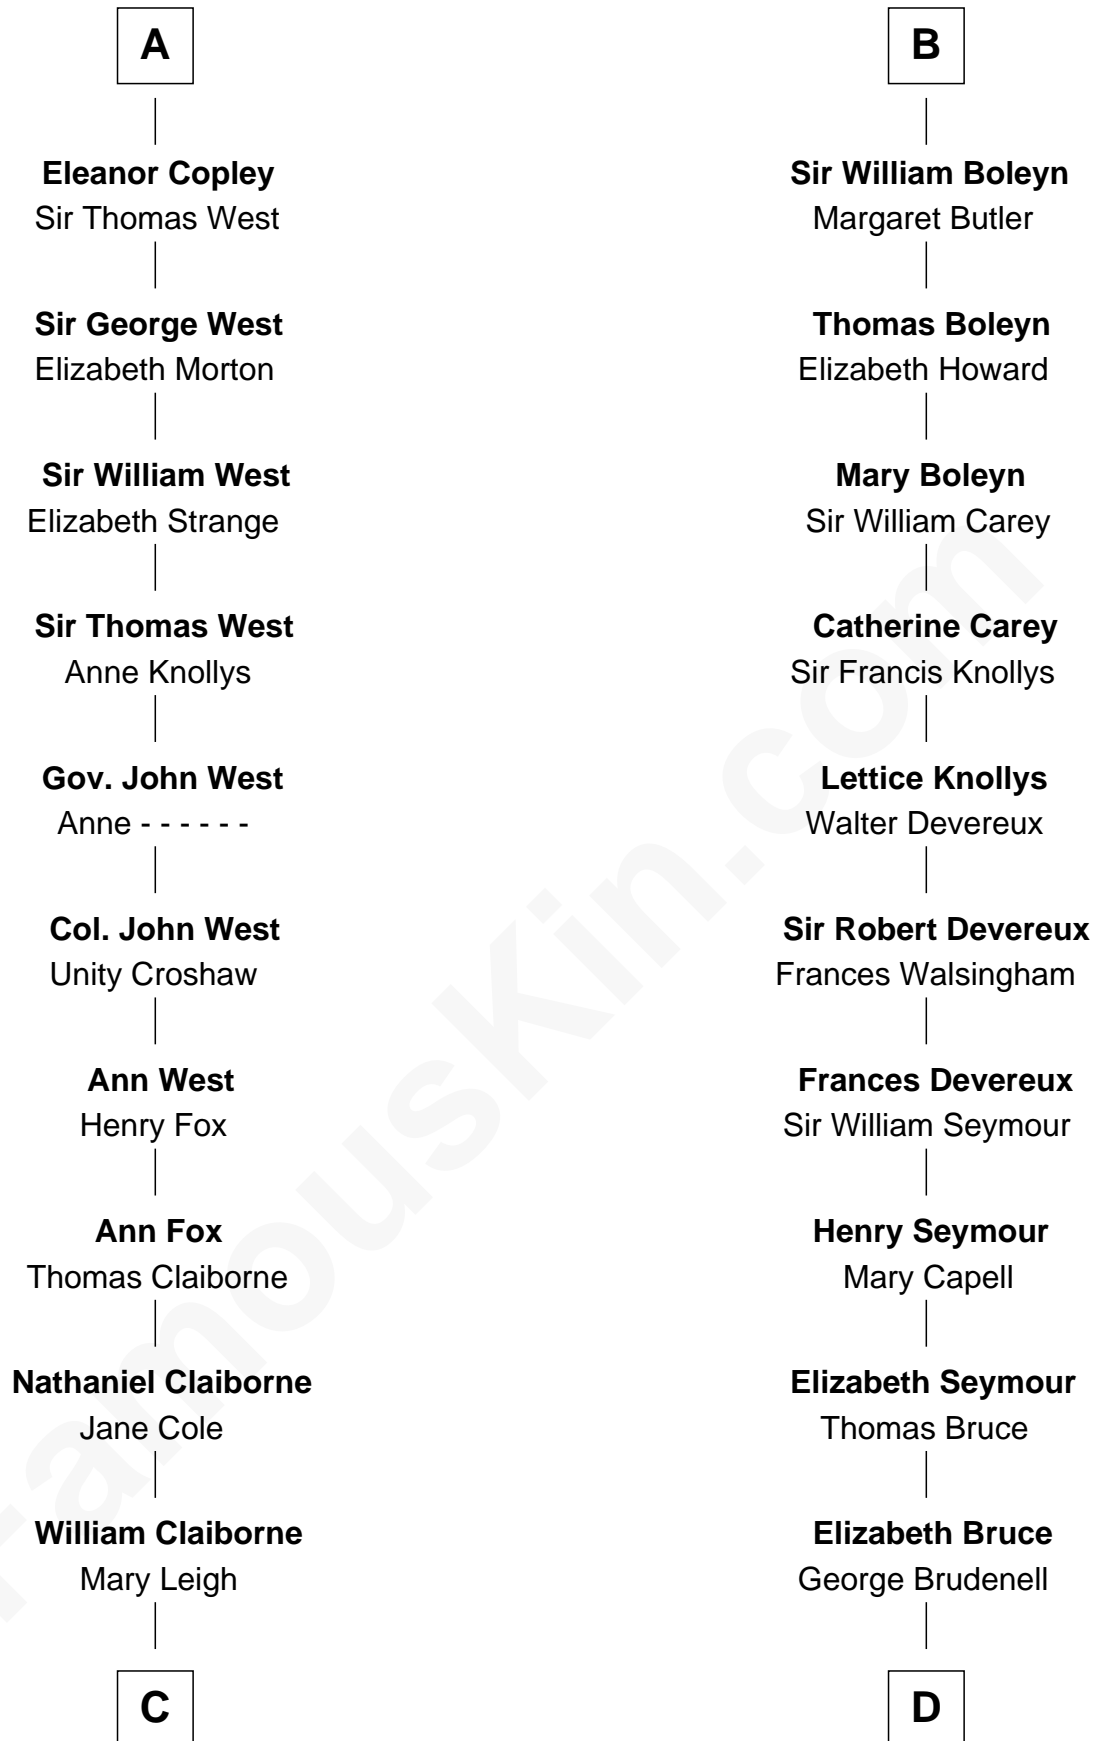 A
Eleanor Copley
Sir Thomas West
Sir George West
Elizabeth Morton
Sir William West
Elizabeth Strange
Sir Thomas West
Anne Knollys
Gov. John West
Anne - - - - - -
Col. John West
Unity Croshaw
Ann West
Henry Fox
Ann Fox
Thomas Claiborne
Nathaniel Claiborne
Jane Cole
William Claiborne
Mary Leigh
C
B
Sir William Boleyn
Margaret Butler
Thomas Boleyn
Elizabeth Howard
Mary Boleyn
Sir William Carey
Catherine Carey
Sir Francis Knollys
Lettice Knollys
Walter Devereux
Sir Robert Devereux
Frances Walsingham
Frances Devereux
Sir William Seymour
Henry Seymour
Mary Capell
Elizabeth Seymour
Thomas Bruce
Elizabeth Bruce
George Brudenell
D
FamousKin.com